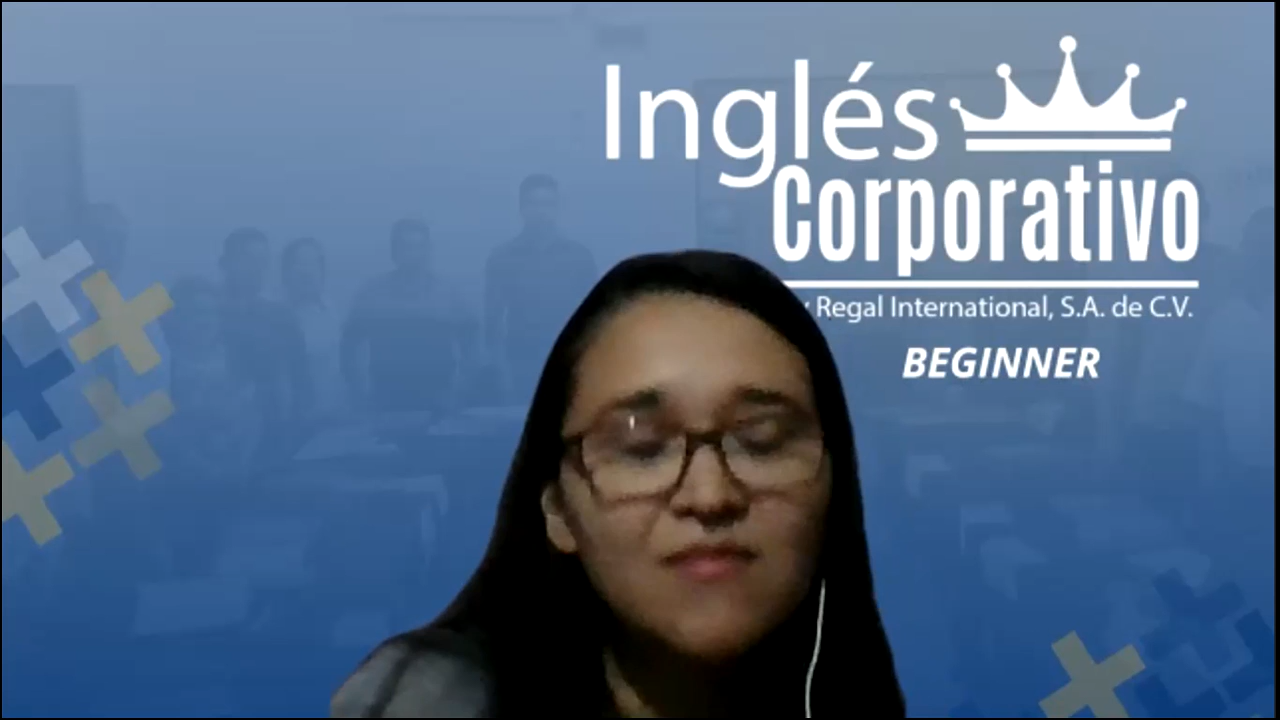 Inglés
Corporativo
Regal International, S.A. de C.V.
BEGINNER